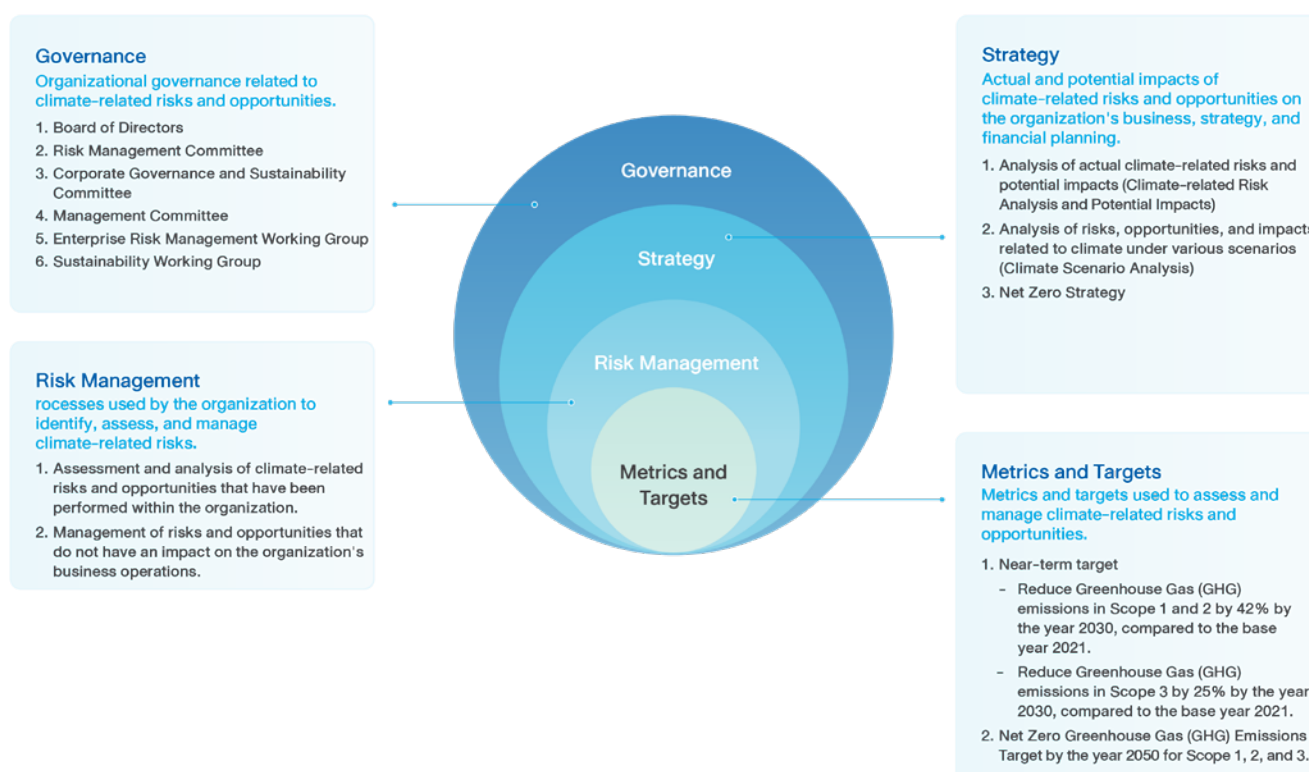 Governance
Organizational governance related to
climate-related risks and opportunities.
1. Board of Directors
2. Risk Management Committee
3. Corporate Governance and Sustainability
Committee
4. Management Committee
5. Enterprise Risk Management Working Group
6. Sustainability Working Group
Risk Management
rocesses used by the organization to
identify, assess, and manage
climate-related risks.
1. Assessment and analysis of climate-related
risks and opportunities that have been
performed within the organization.
2. Management of risks and opportunities that
do not have an impact on the organization's
business operations.
Governance
Strategy
Risk Management
Metrics and
Targets
Strategy
Actual and potential impacts of
climate-related risks and opportunities on
the organization's business, strategy, and
financial planning.
1. Analysis of actual climate-related risks and
potential impacts (Climate-related Risk
Analysis and Potential Impacts)
2. Analysis of risks, opportunities, and impacts
related to climate under various scenarios
(Climate Scenario Analysis)
3. Net Zero Strategy
Metrics and Targets
Metrics and targets used to assess and
manage climate-related risks and
opportunities.
1. Near-term target
- Reduce Greenhouse Gas (GHG)
emissions in Scope 1 and 2 by 42% by
the year 2030, compared to the base
year 2021.
- Reduce Greenhouse Gas (GHG)
emissions in Scope 3 by 25% by the year
2030, compared to the base year 2021.
2. Net Zero Greenhouse Gas (GHG) Emissions
Target by the year 2050 for Scope 1, 2, and 3.